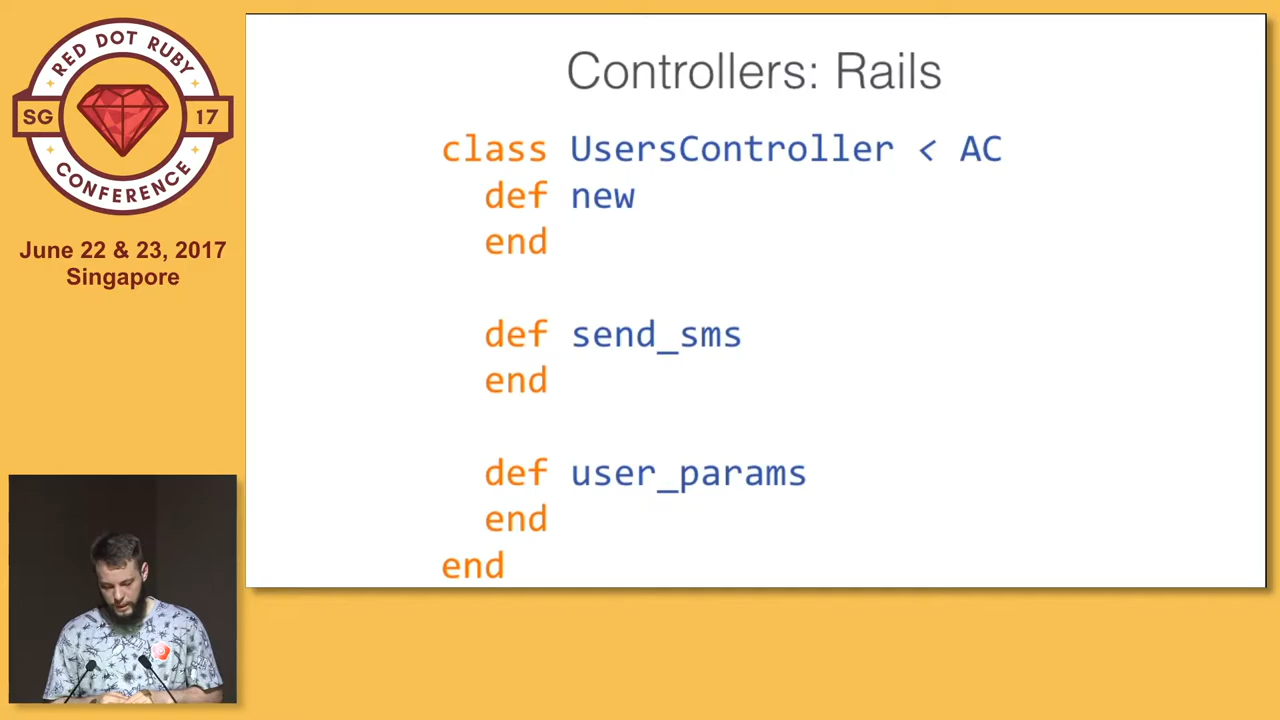 RED DOT RUBY
SG 17
CONFERENCE
June 22 & 23, 2017
Singapore
Controllers: Rails
class UsersController < AC
def new
end
def send_sms
end
def user_params
end
end